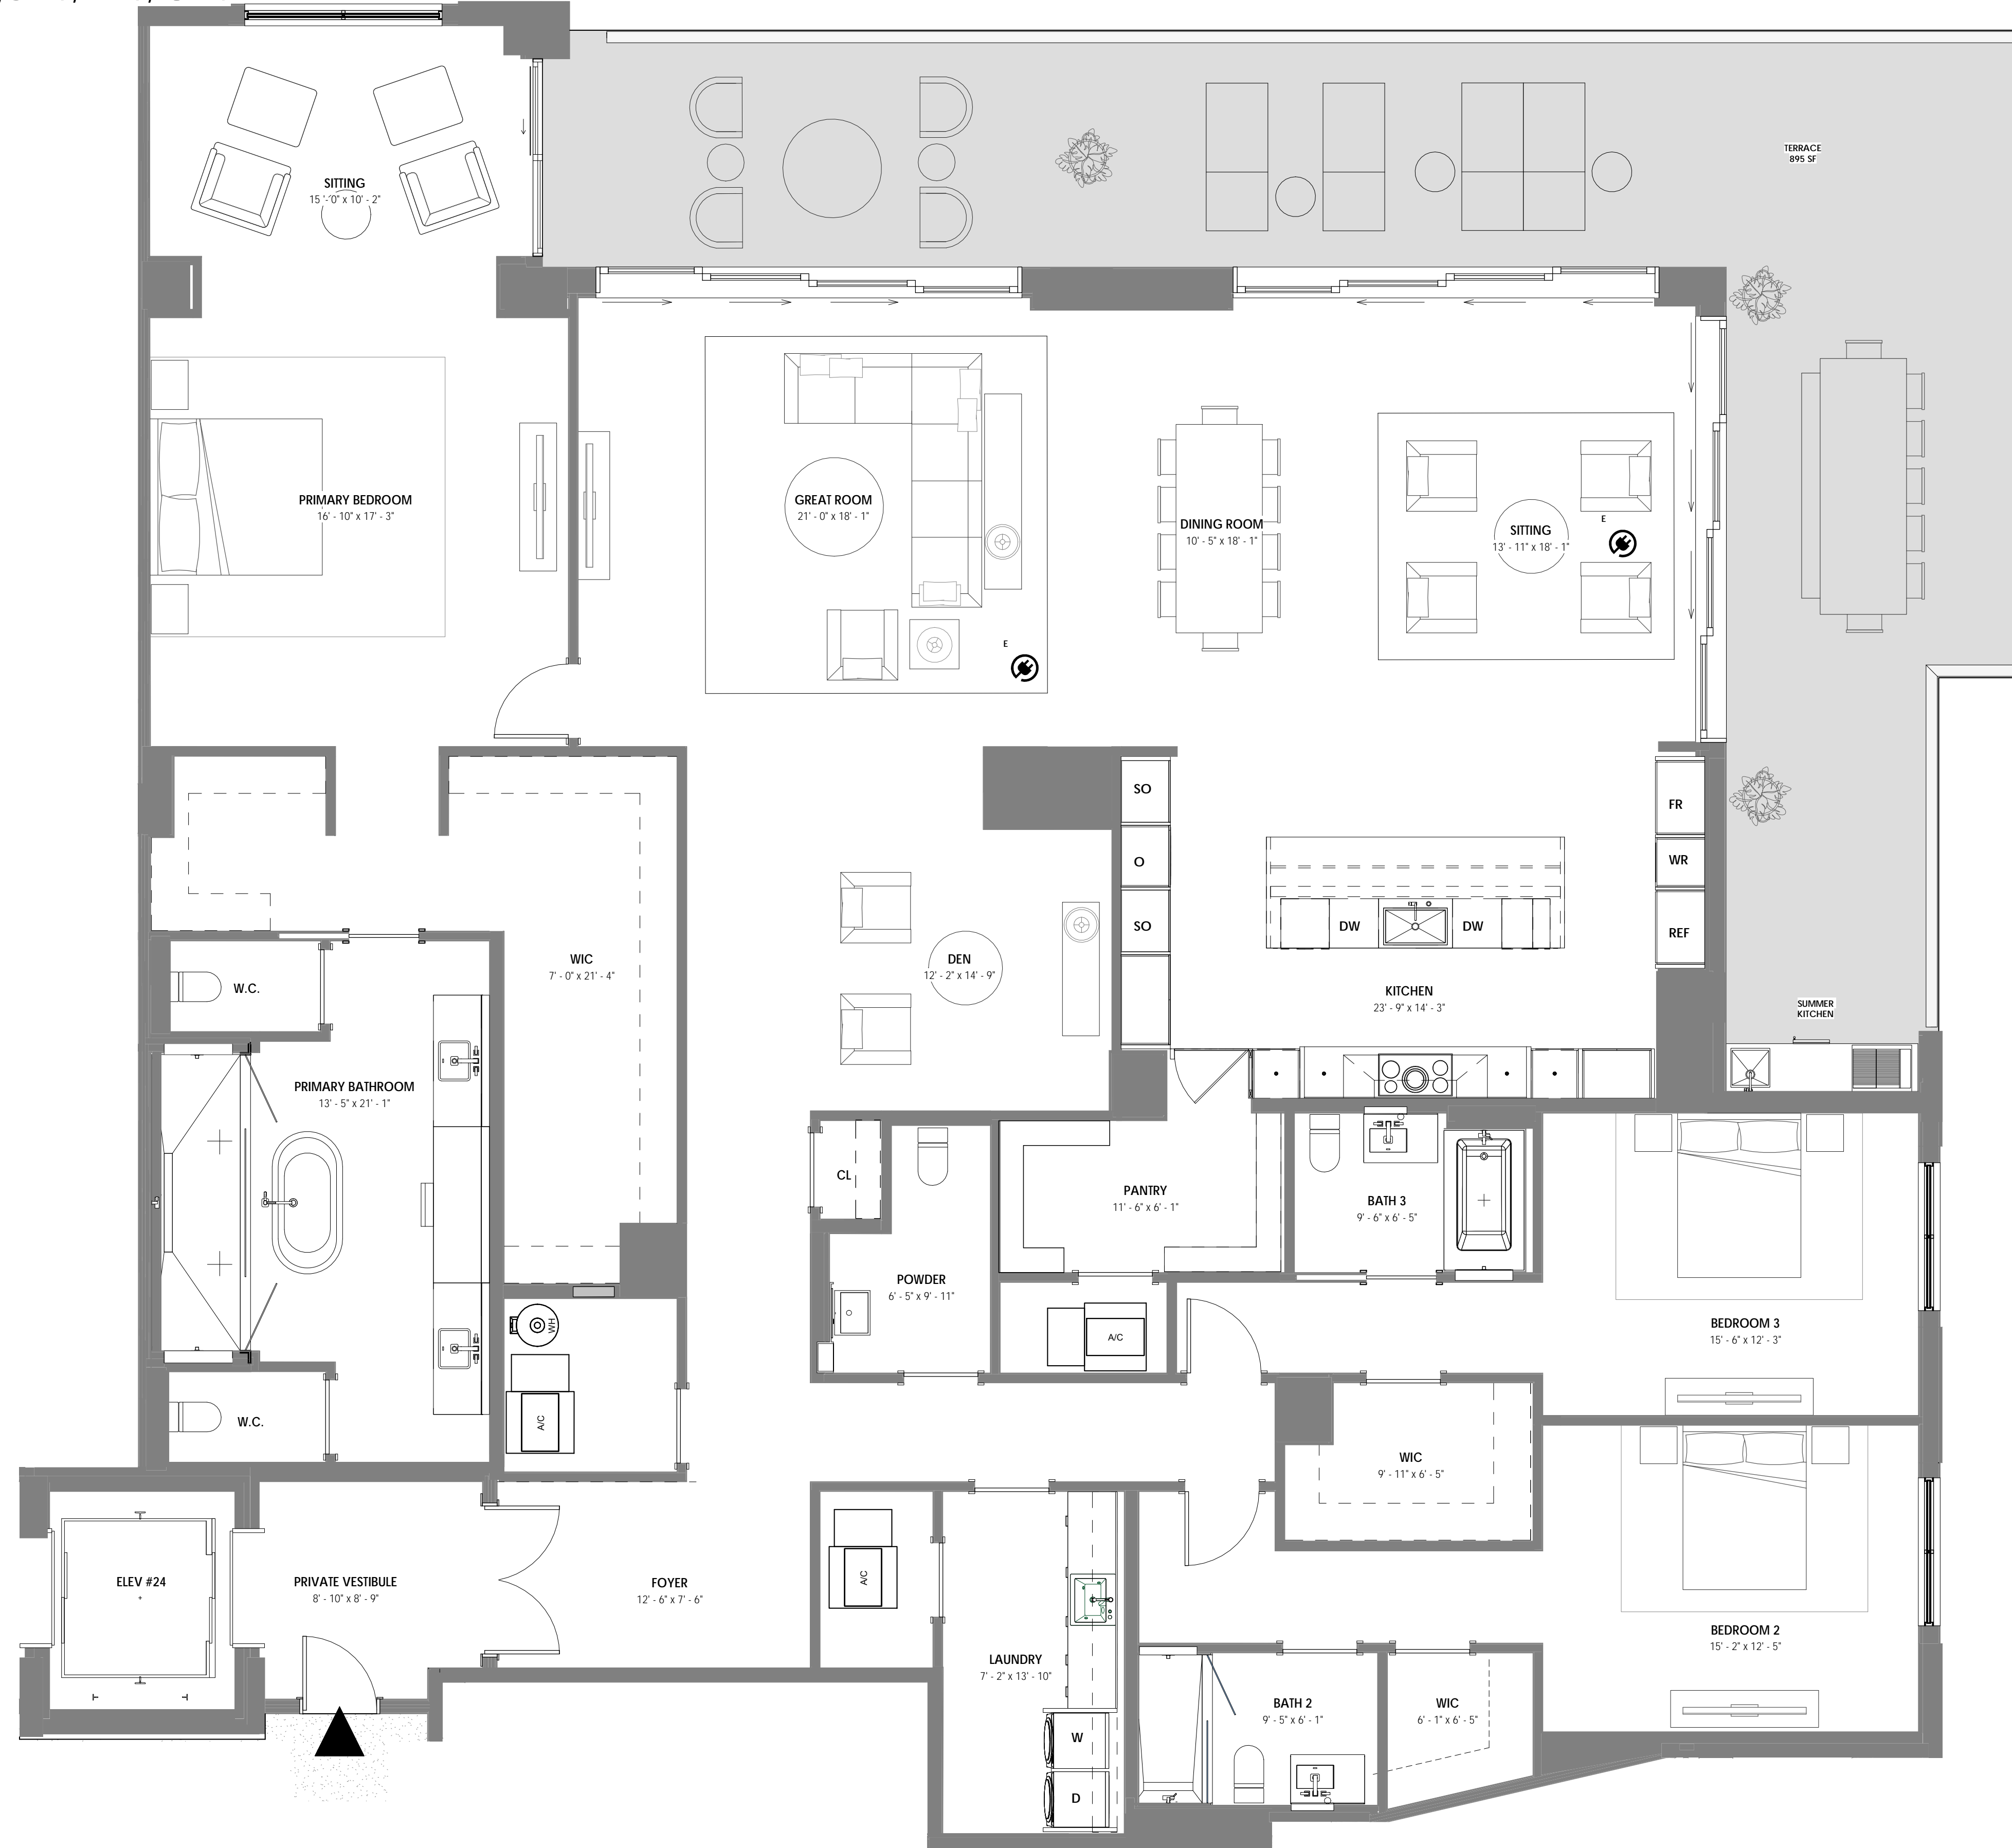 TERRACE
895 SF
SITTING
15 '-'0" x 10' - 2"
PRIMARY BEDROOM
16' - 10" x 17' - 3"
GREAT ROOM
21' - 0" x 18' - 1"
DINING ROOM
10' - 5" x 18' - 1"
SITTING
13' - 11" x 18' - 1"
E
E
SO
O
SO
FR
WR
REF
DW
DW
KITCHEN
23' - 9" x 14' - 3"
SUMMER
KITCHEN
WIC
7' - 0" x 21' - 4"
DEN
12' - 2" x 14' - 9"
W.C.
PRIMARY BATHROOM
13' - 5" x 21' - 1"
W.C.
CL
POWDER
6' - 5" x 9' - 11"
PANTRY
11' - 6" x 6' - 1"
BATH 3
9' - 6" x 6' - 5"
BEDROOM 3
15' - 6" x 12' - 3"
WH
A/C
A/C
WIC
9' - 11" x 6' - 5"
ELEV #24
PRIVATE VESTIBULE
8' - 10" x 8' - 9"
FOYER
12' - 6" x 7' - 6"
A/C
LAUNDRY
7' - 2" x 13' - 10"
W
D
BATH 2
9' - 5" x 6' - 1"
WIC
6' - 1" x 6' - 5"
BEDROOM 2
15' - 2" x 12' - 5"